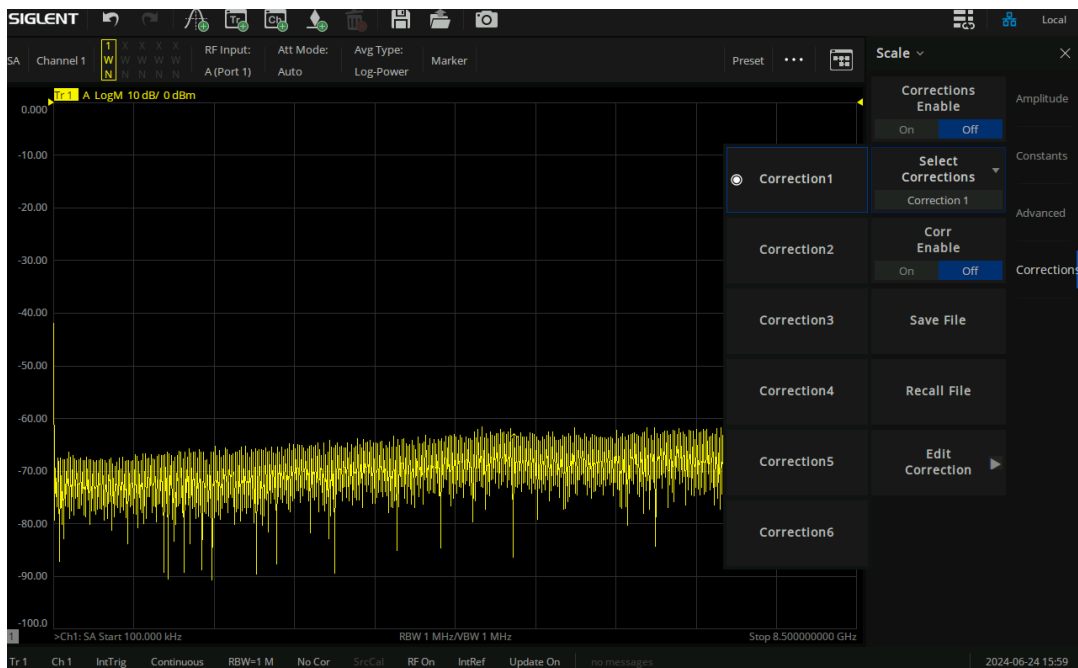 SIGLENT Tr Ch Local
SA Channel 1
1 X X X X
W W W W W
N N N N N
RF Input: Att Mode: Avg Type:
A (Port 1) Auto Log-Power
Marker
Preset ...
Scale
Tr 1 A LogM 10 dB/ 0 dBm
0.000
-10.00
-20.00
-30.00
-40.00
-50.00
-60.00
-70.00
-80.00
-90.00
-100.0
1
>Ch1: SA Start 100.000 kHz RBW 1 MHz/VBW 1 MHz Stop 8.500000000 GHz
Correction1
Correction2
Correction3
Correction4
Correction5
Correction6
Corrections
Enable
On Off
Select
Corrections
Correction 1
Corr
Enable
On Off
Save File
Recall File
Edit
Correction
Amplitude
Constants
Advanced
Corrections
Tr 1 Ch 1 IntTrig Continuous RBW=1 M No Cor SrcCal RF On IntRef Update On no messages 2024-06-24 15:59